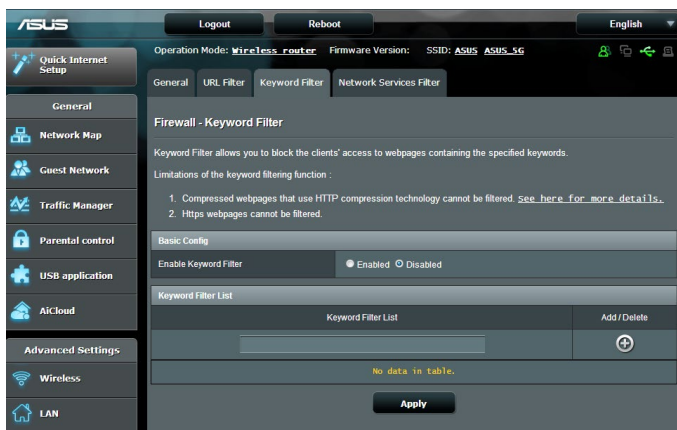 ASUS
Logout
Reboot
English
Quick Internet
Setup
Operation Mode: Wireless router Firmware Version: SSID: ASUS ASUS_5G
General
URL Filter
Keyword Filter
Network Services Filter
General
Network Map
Guest Network
Traffic Manager
Parental control
USB application
AiCloud
Advanced Settings
Wireless
LAN
Firewall - Keyword Filter
Keyword Filter allows you to block the clients' access to webpages containing the specified keywords.
Limitations of the keyword filtering function :
1. Compressed webpages that use HTTP compression technology cannot be filtered. See here for more details.
2. Https webpages cannot be filtered.
Basic Config
Enable Keyword Filter
Enabled Disabled
Keyword Filter List
Keyword Filter List
Add / Delete
No data in table.
Apply